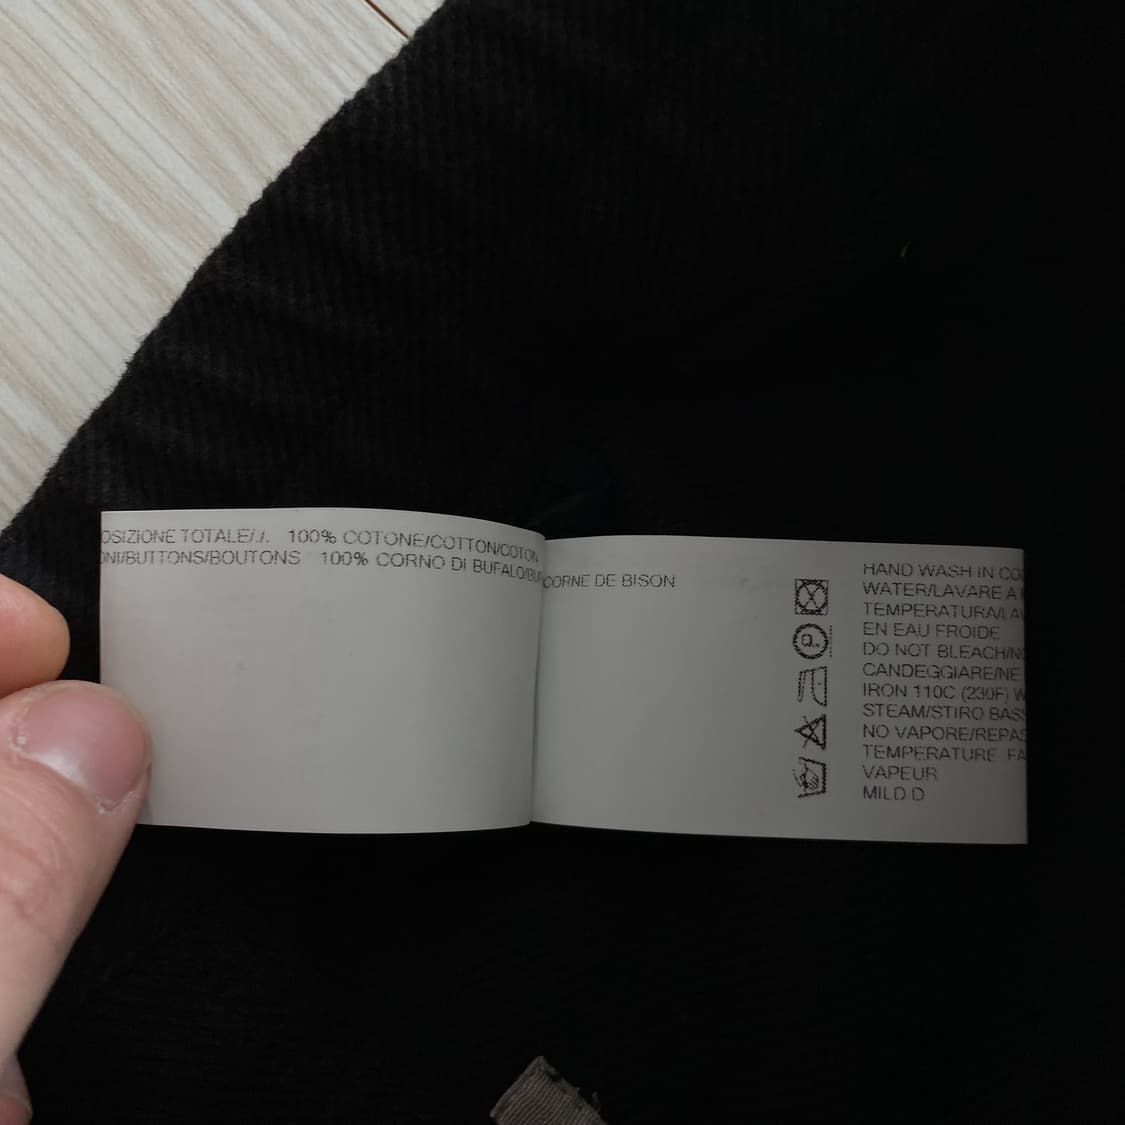 OSIZIONE TOTALE/./. 100% COTONE/COTTON/COTON
ONI/BUTTONS/BOUTONS 100% CORNO DI BUFALO/BU
CORNE DE BISON
HAND WASH IN CO
WATER/LAVARE A
TEMPERATURA/LA
EN EAU FROIDE
DO NOT BLEACH/N
CANDEGGIARE/NE
IRON 110C (230F) W
STEAM/STIRO BAS
NO VAPORE/REPAS
TEMPERATURE FA
VAPEUR
MILD D
P